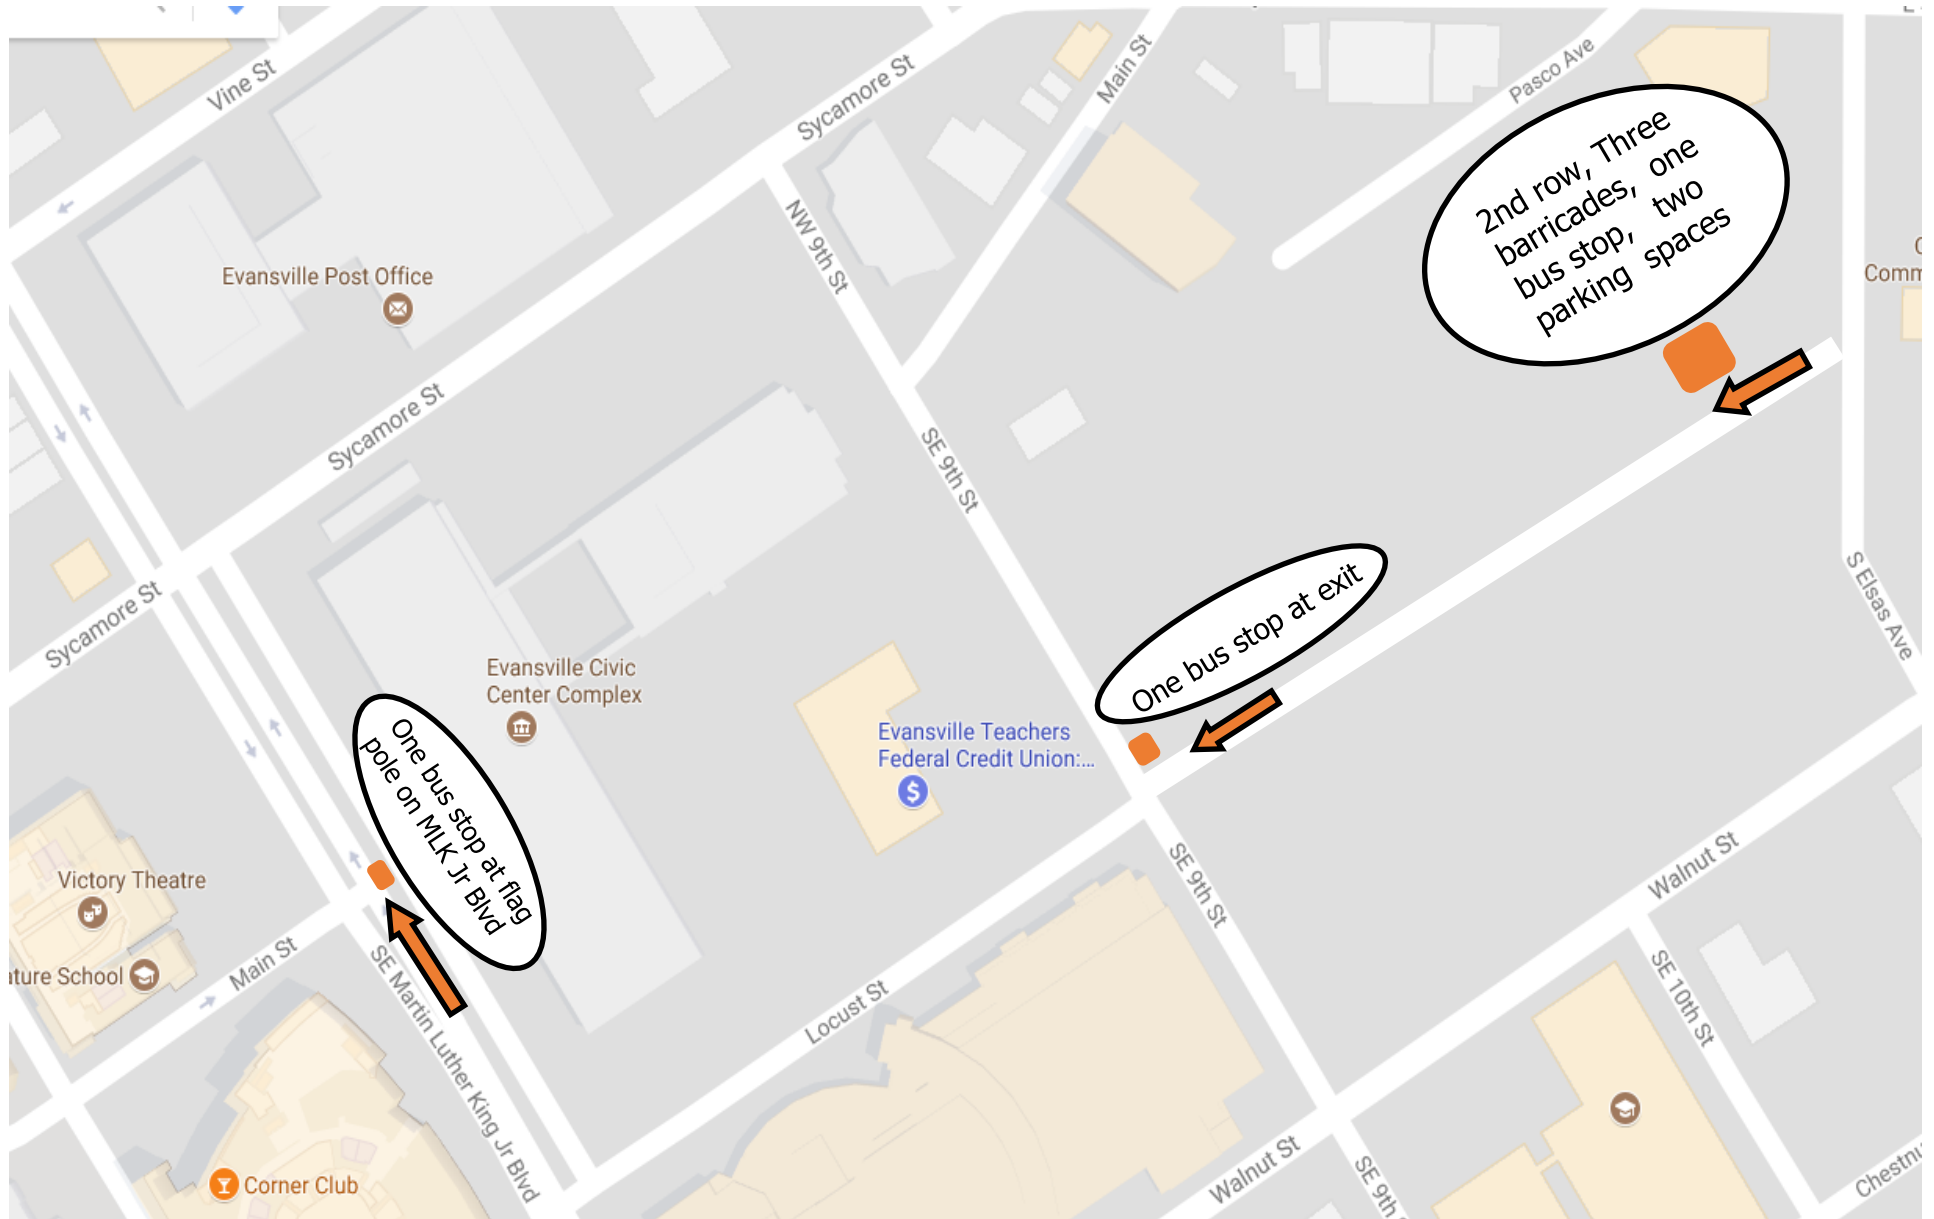 Vine St
Sycamore St
Main St
Pasco Ave
2nd row, Three
barricades, one
bus stop, two
parking spaces
NW 9th St
Evansville Post Office
Comm
Sycamore St
SE 9th St
One bus stop at exit
S Elsas Ave
Sycamore St
Evansville Civic
Center Complex
One bus stop at flag
pole on MLK Jr Blvd
Evansville Teachers
Federal Credit Union:...
$
Victory Theatre
Main St
ature School
SE Martin Luther King Jr Blvd
Locust St
SE 9th St
Walnut St
SE 10th St
Corner Club
Walnut St
SE 9th
Chestnu